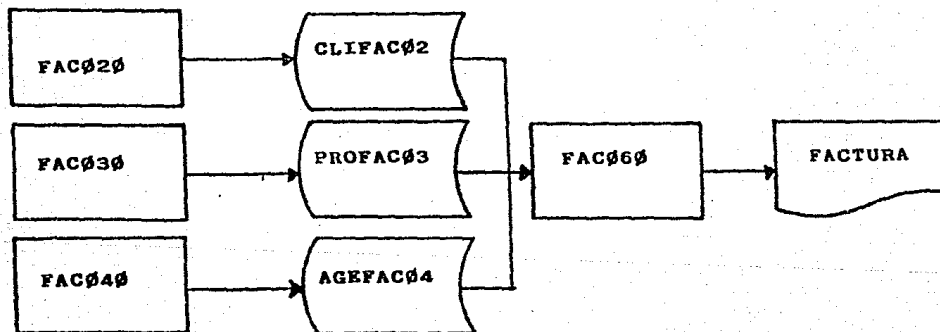 FACØ2Ø
CLIFACØ2
FACØ3Ø
PROFACØ3
FACØ6Ø
FACTURA
FACØ4Ø
AGEFACØ4